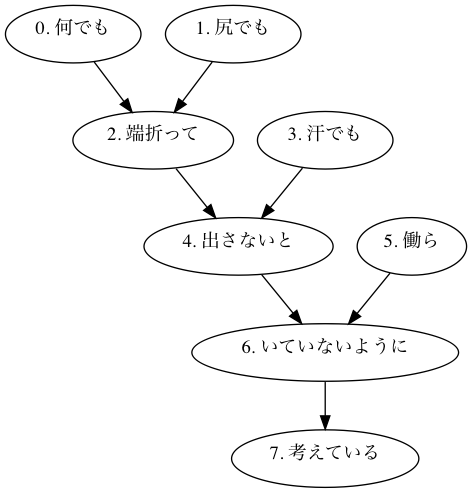 0. 何でも
1. 尻でも
2. 端折って
3. 汗でも
4. 出さないと
5. 働ら
6. いていないように
7. 考えている